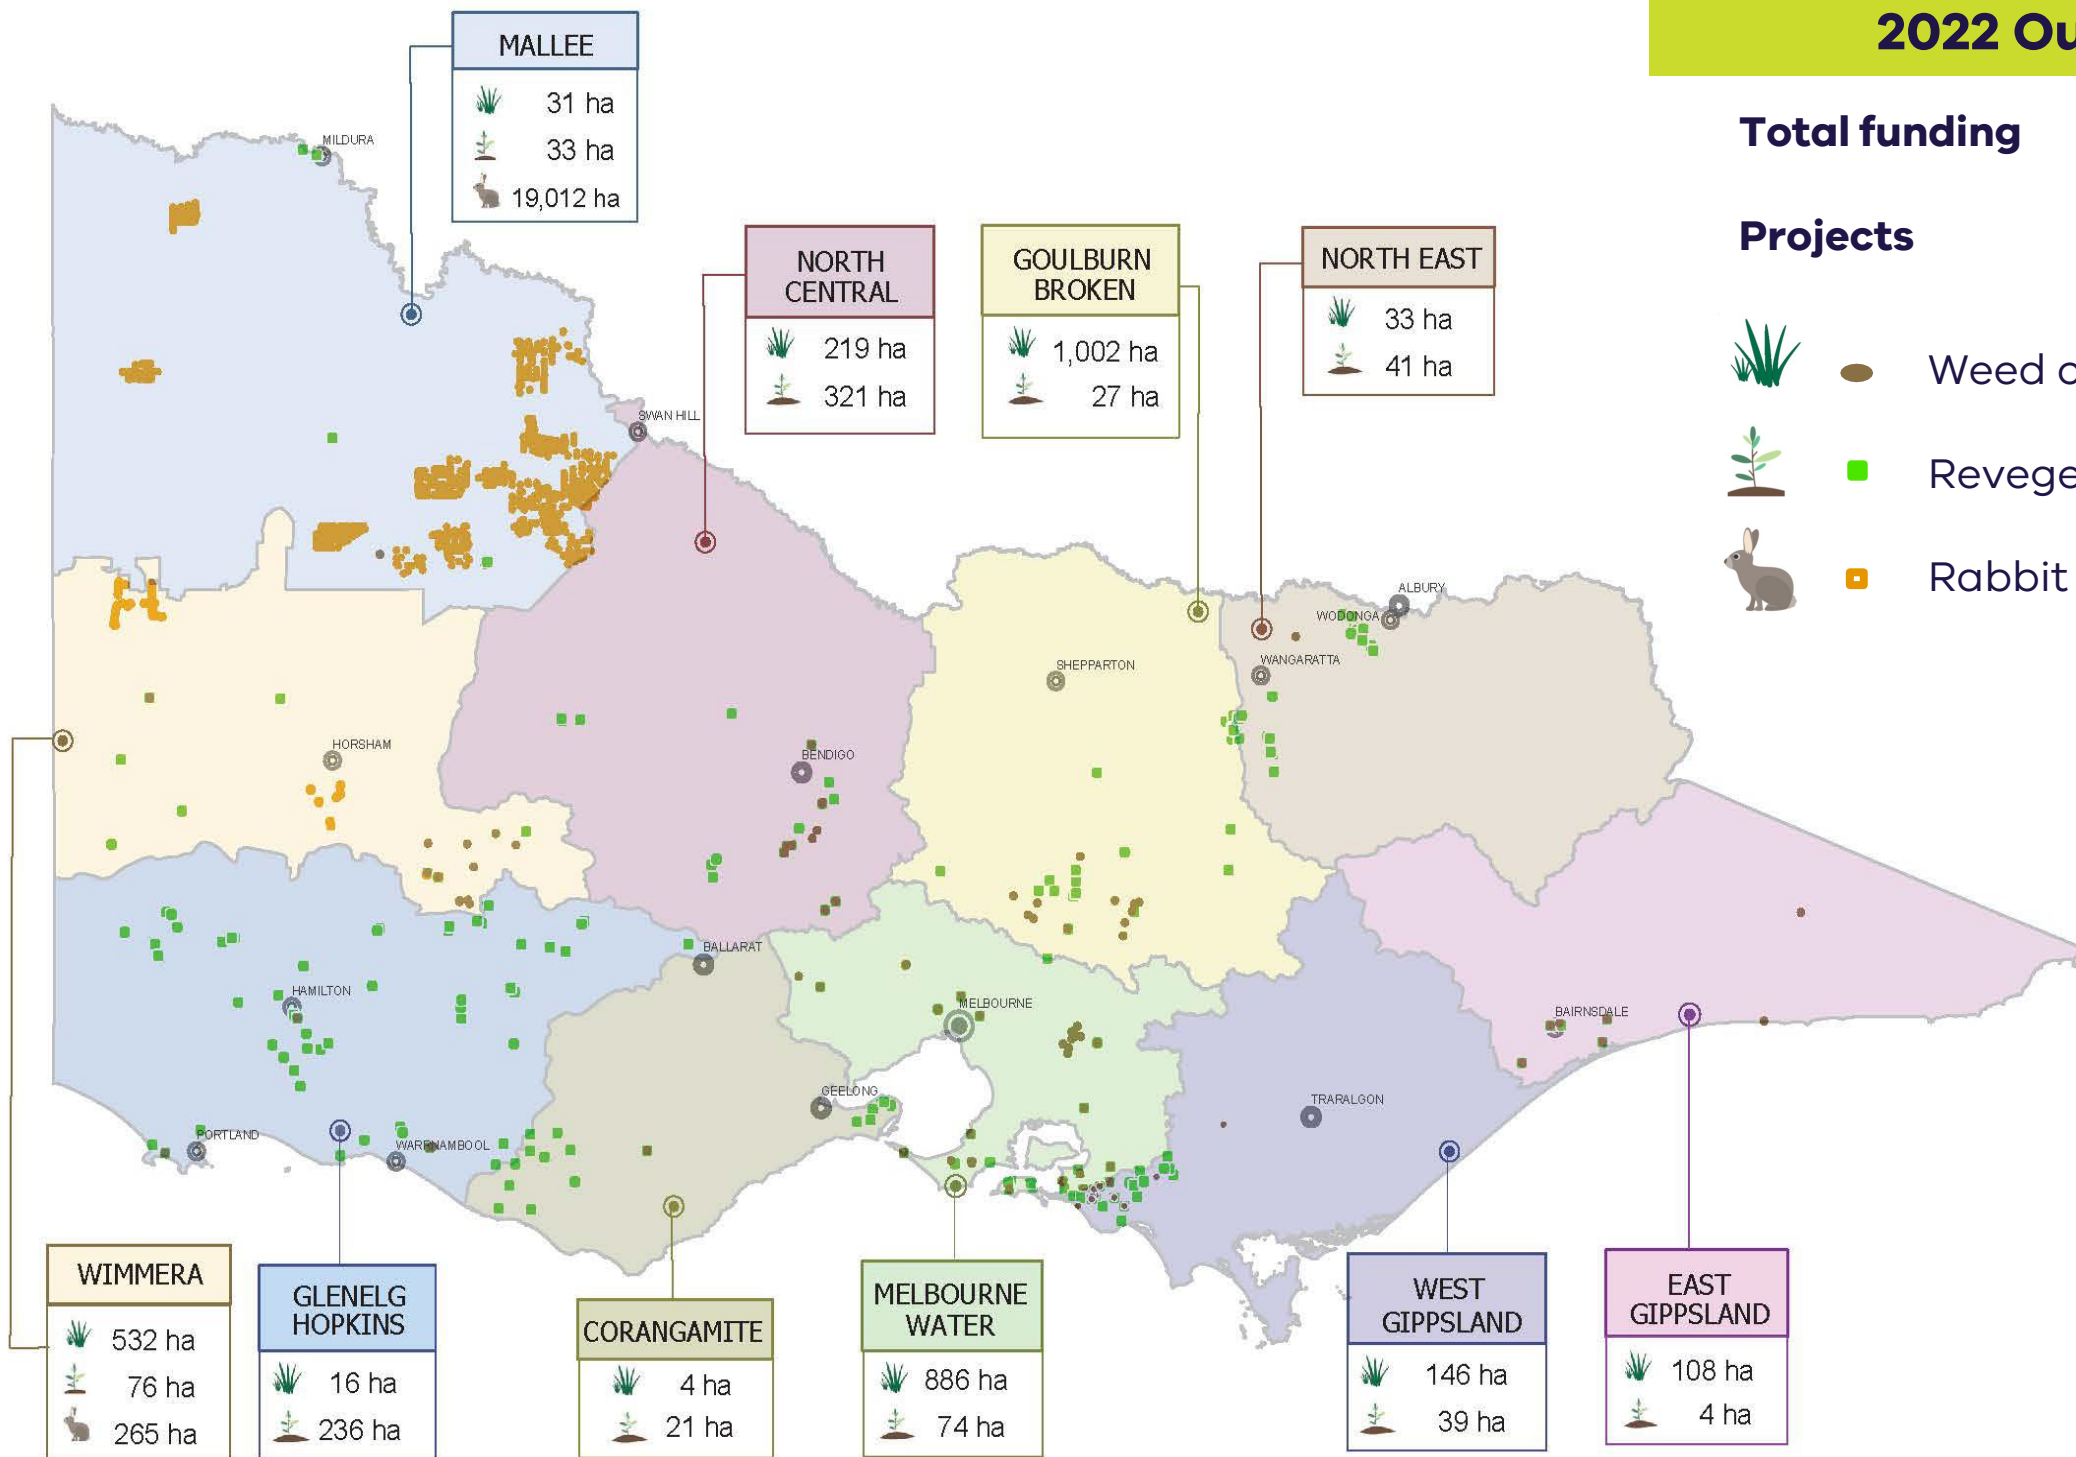 2022 Ou
Total funding
Projects
Weed c
Revege
Rabbit
MALLEE
31 ha
33 ha
19,012 ha
NORTH
CENTRAL
219 ha
321 ha
GOULBURN
BROKEN
1,002 ha
27 ha
NORTH EAST
33 ha
41 ha
MILDURA
SWAN HILL
ALBURY
WODONGA
WANGARATTA
SHEPPARTON
HORSHAM
BENDIGO
BALLARAT
HAMILTON
MELBOURNE
BAIRNSDALE
GEELONG
TRARALGON
PORTLAND
WARRNAMBOOL
WIMMERA
532 ha
76 ha
265 ha
GLENELG
HOPKINS
16 ha
236 ha
CORANGAMITE
4 ha
21 ha
MELBOURNE
WATER
886 ha
74 ha
WEST
GIPPSLAND
146 ha
39 ha
EAST
GIPPSLAND
108 ha
4 ha